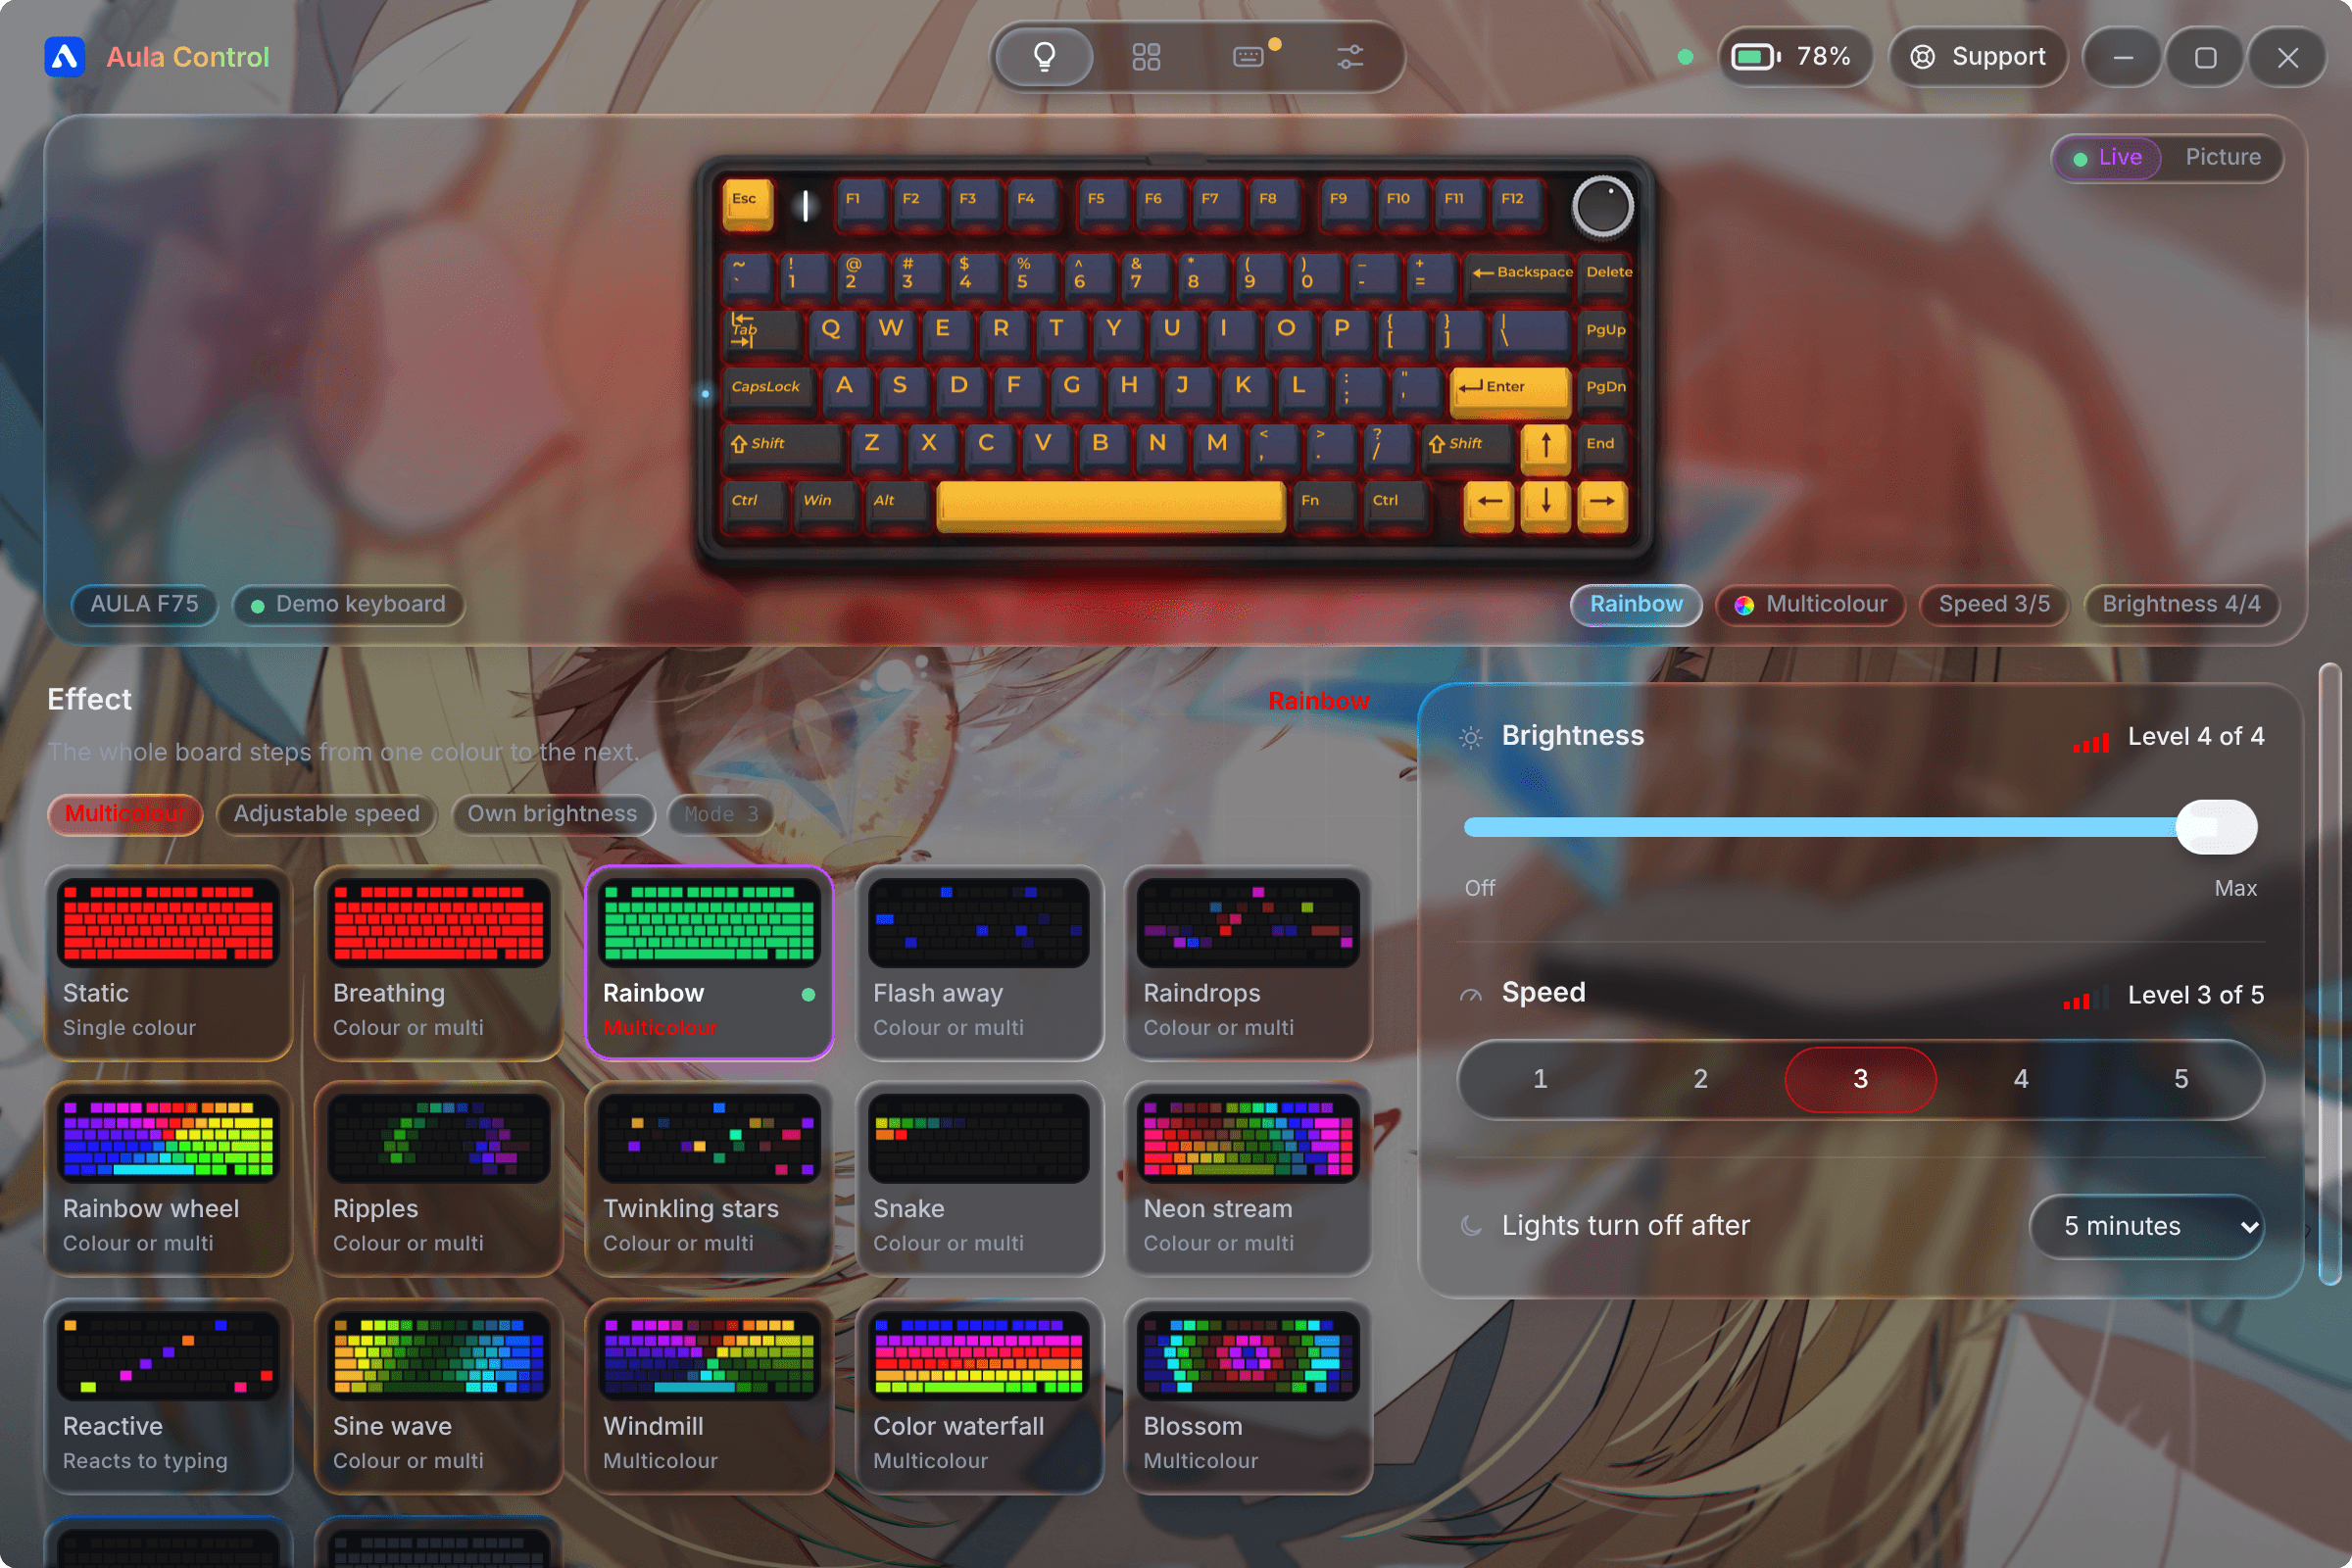 Aula Control
78%
Support
Live
Picture
Esc F1 F2 F3 F4 F5 F6 F7 F8 F9 F10 F11 F12
~ ! @ # $ % ^ & * ( ) _ +
` 1 2 3 4 5 6 7 8 9 0 - = ← Backspace Delete
Tab Q W E R T Y U I O P { [ } ] | \ PgUp
CapsLock A S D F G H J K L : ; " ' Enter PgDn
Shift Z X C V B N M < , > . ? / Shift ↑ End
Ctrl Win Alt Fn Ctrl ← ↓ →
AULA F75
Demo keyboard
Rainbow
Multicolour
Speed 3/5
Brightness 4/4
Effect
Rainbow
The whole board steps from one colour to the next.
Multicolour
Adjustable speed
Own brightness
Mode 3
Static
Single colour
Breathing
Colour or multi
Rainbow
Multicolour
Flash away
Colour or multi
Raindrops
Colour or multi
Rainbow wheel
Colour or multi
Ripples
Colour or multi
Twinkling stars
Colour or multi
Snake
Colour or multi
Neon stream
Colour or multi
Reactive
Reacts to typing
Sine wave
Colour or multi
Windmill
Multicolour
Color waterfall
Multicolour
Blossom
Multicolour
Brightness
Level 4 of 4
Off
Max
Speed
Level 3 of 5
1 2 3 4 5
Lights turn off after
5 minutes